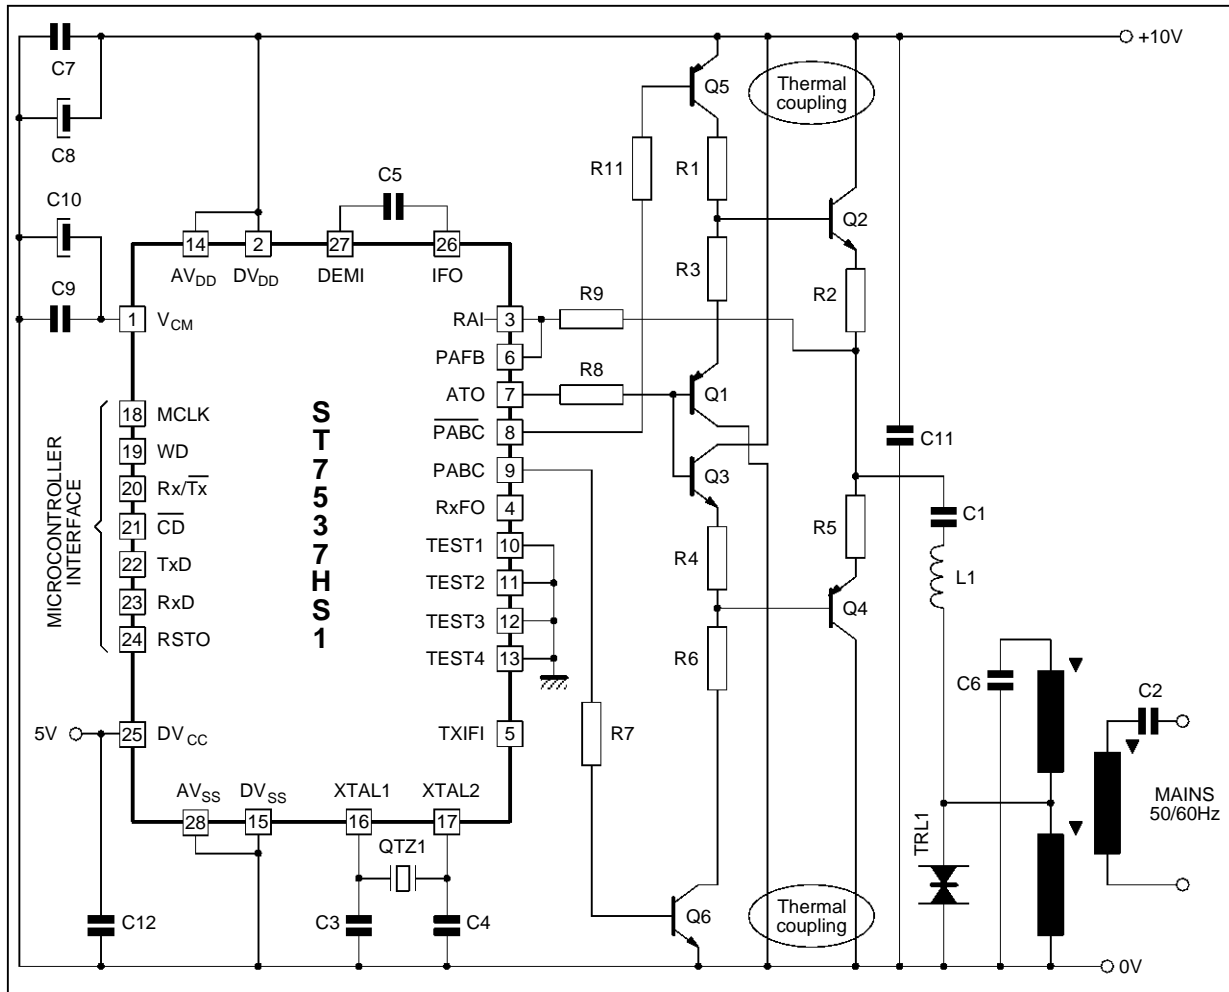 +10V
C7
C8
C10
C9
C5
14
2
27
26
AVDD
DVDD
DEMI
IFO
1
VCM
RAI
3
PAFB
6
ATO
7
PABC
8
PABC
9
RxFO
4
TEST1
10
TEST2
11
TEST3
12
TEST4
13
TXIFI
5
MICROCONTROLLER
INTERFACE
18
MCLK
19
WD
20
Rx/Tx
21
CD
22
TxD
23
RxD
24
RSTO
ST7537HS1
5V
25
DVCC
AVSS
DVSS
XTAL1
XTAL2
28
15
16
17
QTZ1
C12
C3
C4
R9
R8
R11
R7
Q5
R1
R3
Q1
Q3
R4
R6
Q6
Thermal
coupling
Q2
R2
R5
Q4
Thermal
coupling
C11
C1
L1
C6
TRL1
C2
MAINS
50/60Hz
0V